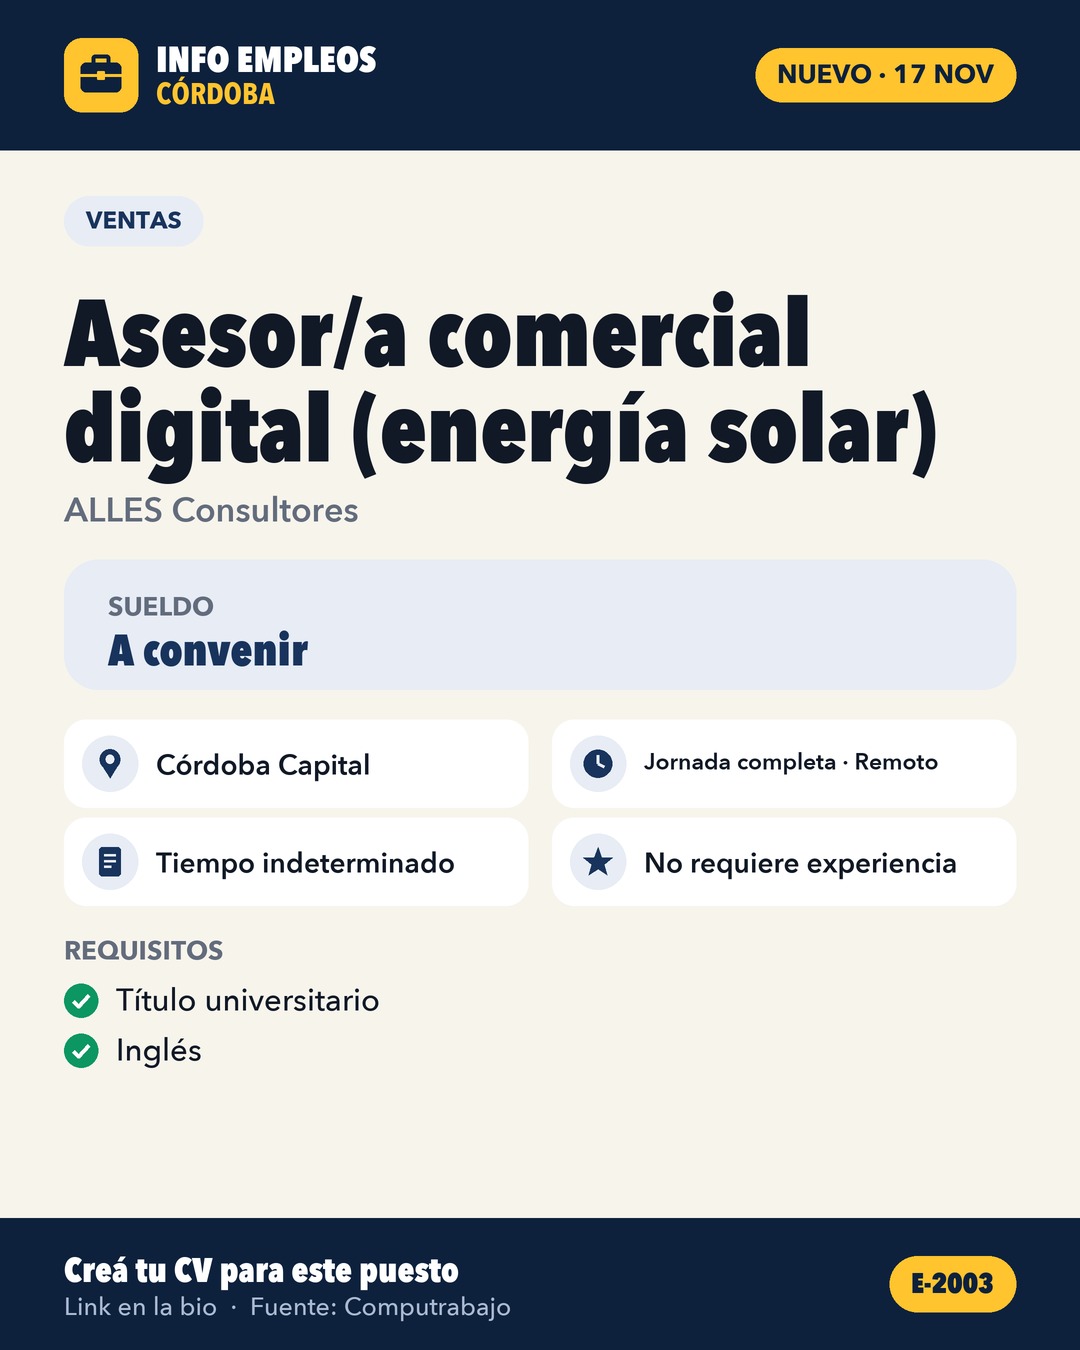 INFO EMPLEOS
CÓRDOBA
NUEVO · 17 NOV
VENTAS
Asesor/a comercial
digital (energía solar)
ALLES Consultores
SUELDO
A convenir
Córdoba Capital
Jornada completa · Remoto
Tiempo indeterminado
No requiere experiencia
REQUISITOS
Título universitario
Inglés
Creá tu CV para este puesto
Link en la bio · Fuente: Computrabajo
E-2003